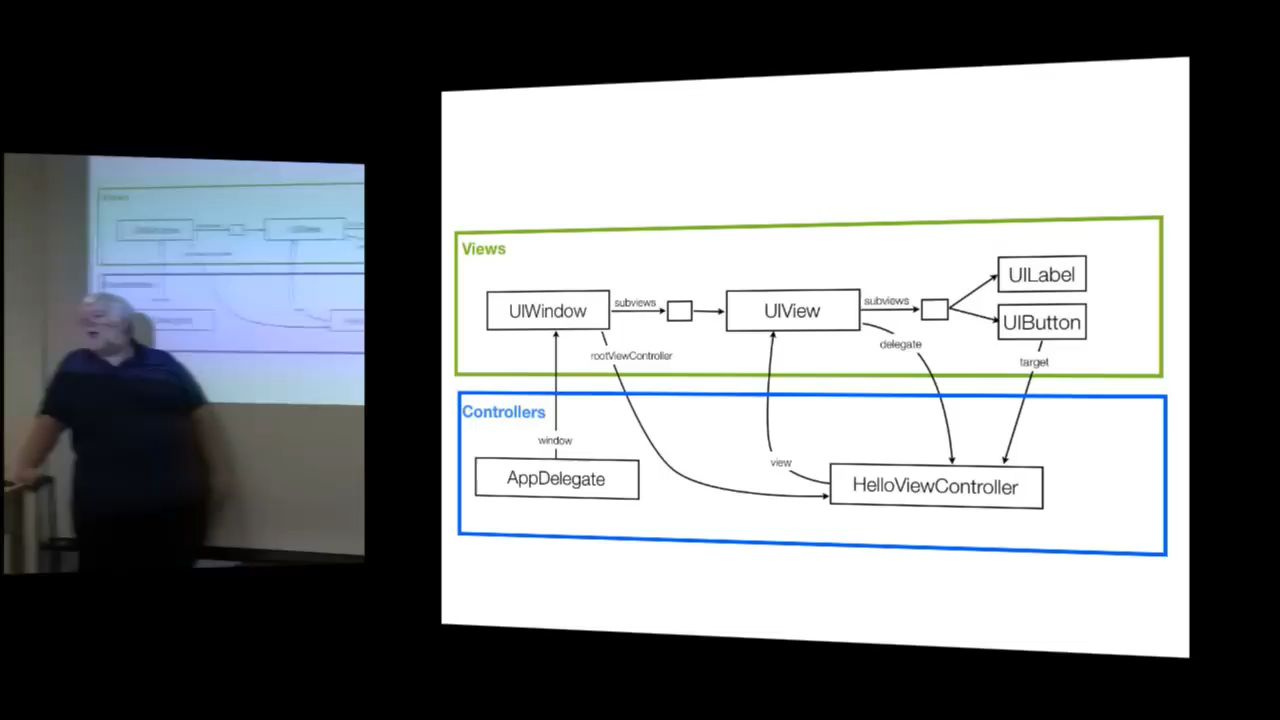 Views
UIWindow
subviews
UIView
subviews
UILabel
UIButton
rootViewController
delegate
target
Controllers
window
AppDelegate
view
HelloViewController